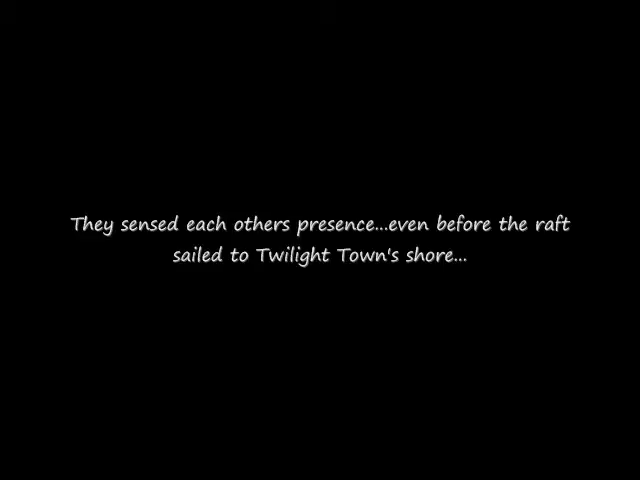 They sensed each others presence...even before the raft
sailed to Twilight Town's shore...